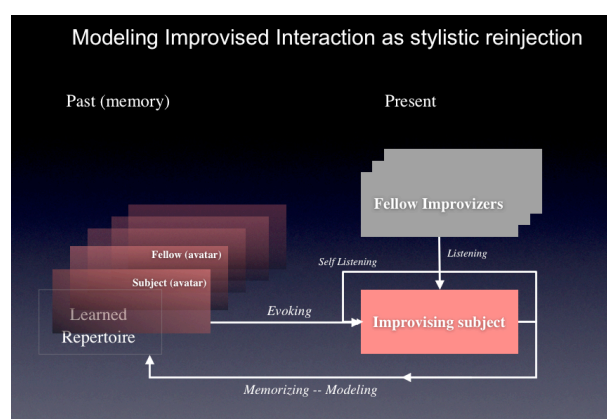 Modeling Improvised Interaction as stylistic reinjection
Past (memory)
Present
Fellow Improvizers
Fellow (avatar)
Self Listening
Listening
Subject (avatar)
Learned
Repertoire
Evoking
Improvising subject
Memorizing -- Modeling